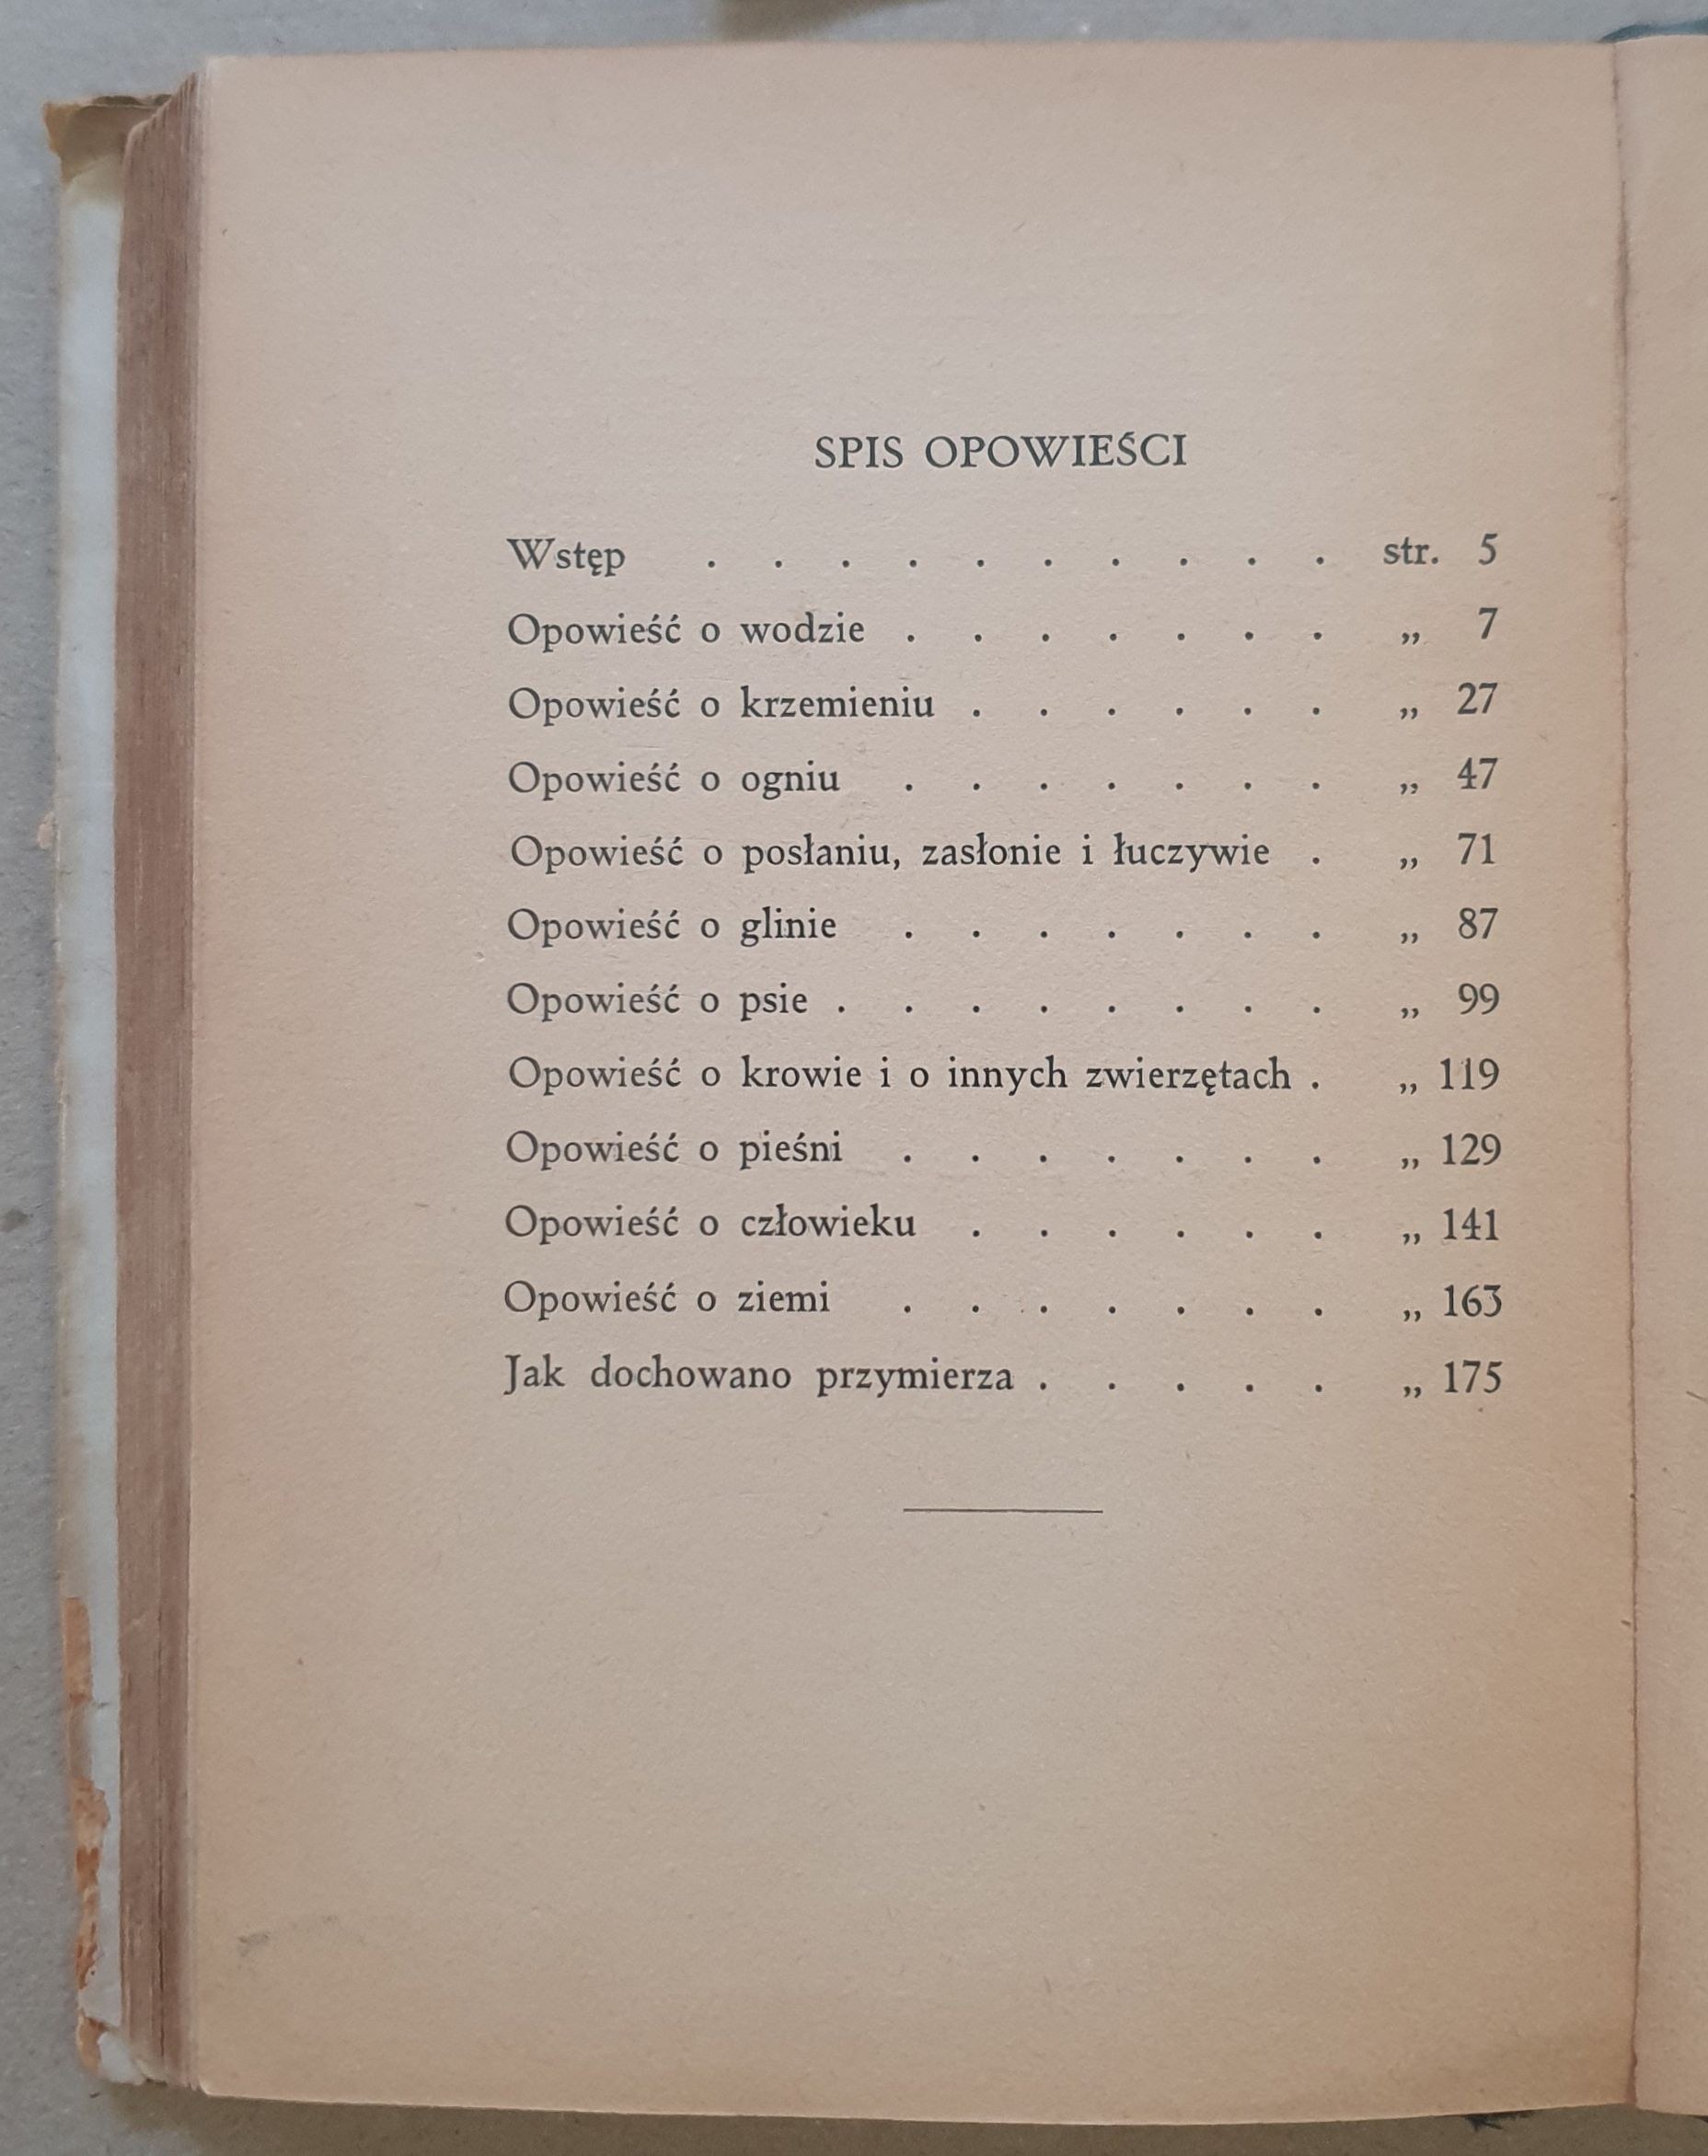 SPIS OPOWIEŚCI
Wstęp . . . . . . . . . . str. 5
Opowieść o wodzie . . . . . . . „ 7
Opowieść o krzemieniu . . . . . . „ 27
Opowieść o ogniu . . . . . . . „ 47
Opowieść o posłaniu, zasłonie i łuczywie . „ 71
Opowieść o glinie . . . . . . . „ 87
Opowieść o psie . . . . . . . . „ 99
Opowieść o krowie i o innych zwierzętach . „ 119
Opowieść o pieśni . . . . . . . „ 129
Opowieść o człowieku . . . . . . „ 141
Opowieść o ziemi . . . . . . . „ 163
Jak dochowano przymierza . . . . . „ 175